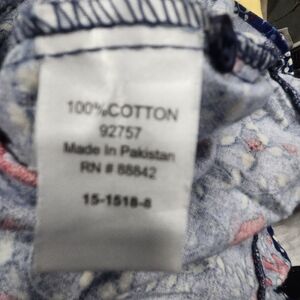 100%COTTON
92757
Made In Pakistan
RN # 88842
15-1518-8